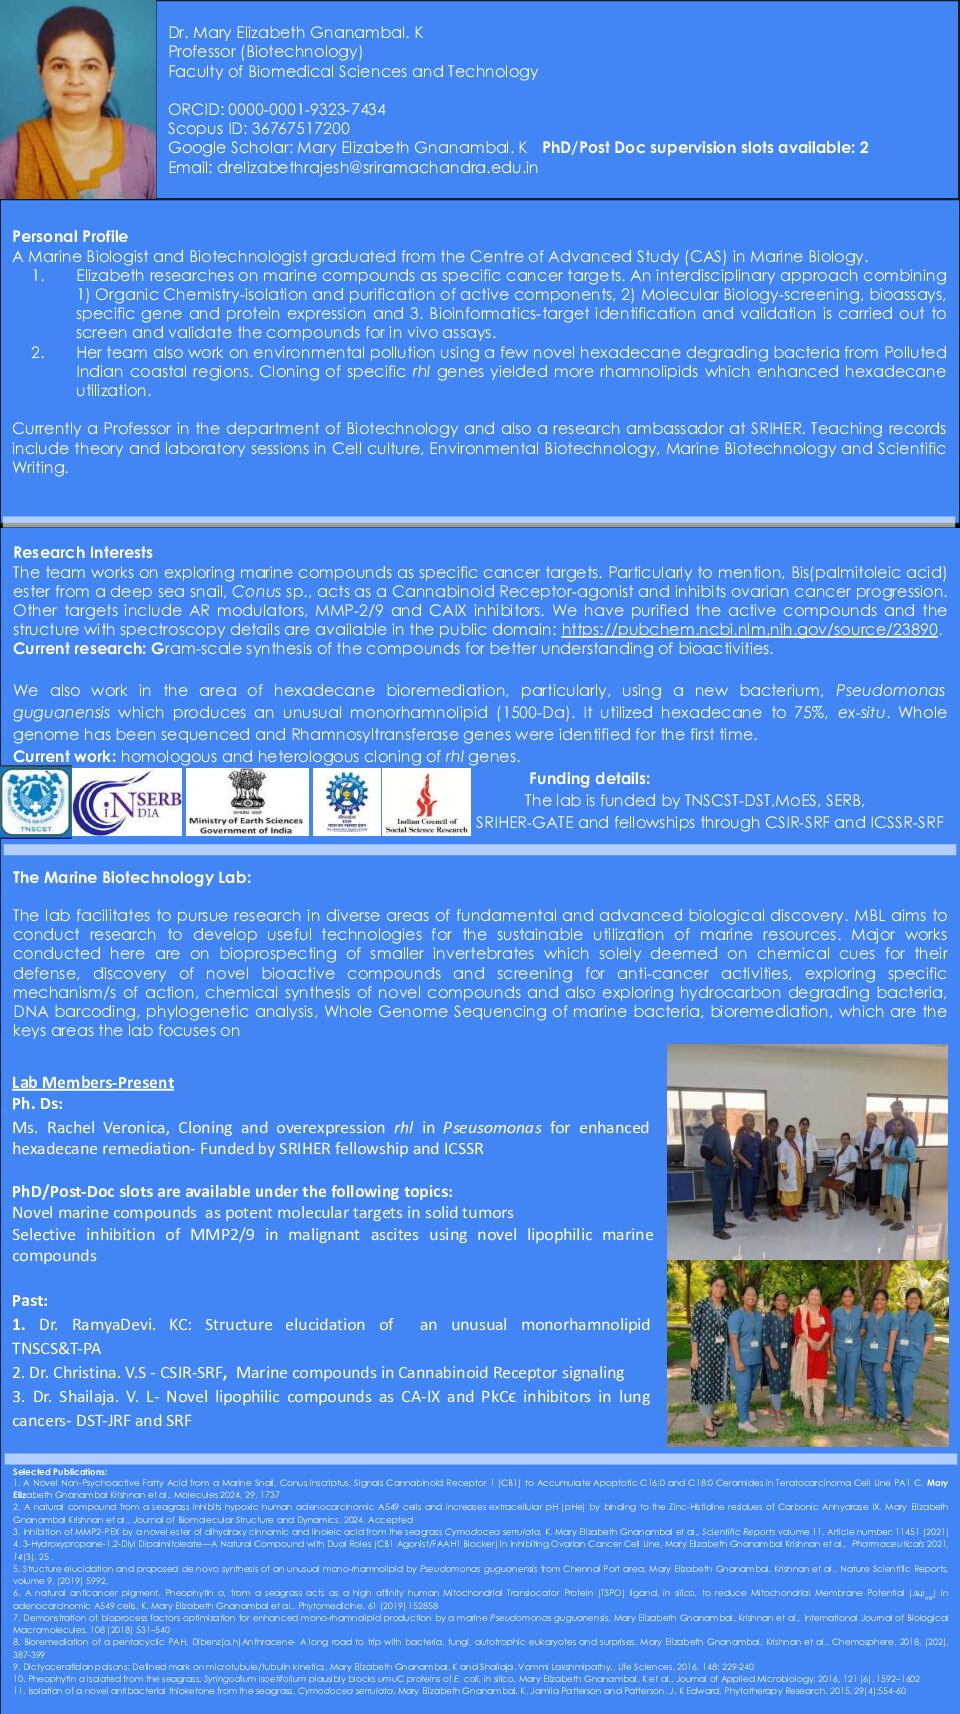 Dr. Mary Elizabeth Gnanambal. K
Professor (Biotechnology)
Faculty of Biomedical Sciences and Technology
ORCID: 0000-0001-9323-7434
Scopus ID: 36767517200
Google Scholar: Mary Elizabeth Gnanambal. K PhD/Post Doc supervision slots available: 2
Email: drelizabethrajesh@sriramachandra.edu.in
Personal Profile
A Marine Biologist and Biotechnologist graduated from the Centre of Advanced Study (CAS) in Marine Biology.
1. Elizabeth researches on marine compounds as specific cancer targets. An interdisciplinary approach combining
1) Organic Chemistry-isolation and purification of active components, 2) Molecular Biology-screening, bioassays,
specific gene and protein expression and 3. Bioinformatics-target identification and validation is carried out to
screen and validate the compounds for in vivo assays.
2. Her team also work on environmental pollution using a few novel hexadecane degrading bacteria from Polluted
Indian coastal regions. Cloning of specific rhl genes yielded more rhamnolipids which enhanced hexadecane
utilization.
Currently a Professor in the department of Biotechnology and also a research ambassador at SRIHER. Teaching records
include theory and laboratory sessions in Cell culture, Environmental Biotechnology, Marine Biotechnology and Scientific
Writing.
Research Interests
The team works on exploring marine compounds as specific cancer targets. Particularly to mention, Bis(palmitoleic acid)
ester from a deep sea snail, Conus sp., acts as a Cannabinoid Receptor-agonist and inhibits ovarian cancer progression.
Other targets include AR modulators, MMP-2/9 and CAIX inhibitors. We have purified the active compounds and the
structure with spectroscopy details are available in the public domain: https://pubchem.ncbi.nlm.nih.gov/source/23890.
Current research: Gram-scale synthesis of the compounds for better understanding of bioactivities.
We also work in the area of hexadecane bioremediation, particularly, using a new bacterium, Pseudomonas
guguanensis which produces an unusual monorhamnolipid (1500-Da). It utilized hexadecane to 75%, ex-situ. Whole
genome has been sequenced and Rhamnosyltransferase genes were identified for the first time.
Current work: homologous and heterologous cloning of rhl genes.
TNSCST
SERB
INDIA
Ministry of Earth Sciences
Government of India
Indian Council of
Social Science Research
Funding details:
The lab is funded by TNSCST-DST,MoES, SERB,
SRIHER-GATE and fellowships through CSIR-SRF and ICSSR-SRF
The Marine Biotechnology Lab:
The lab facilitates to pursue research in diverse areas of fundamental and advanced biological discovery. MBL aims to
conduct research to develop useful technologies for the sustainable utilization of marine resources. Major works
conducted here are on bioprospecting of smaller invertebrates which solely deemed on chemical cues for their
defense, discovery of novel bioactive compounds and screening for anti-cancer activities, exploring specific
mechanism/s of action, chemical synthesis of novel compounds and also exploring hydrocarbon degrading bacteria,
DNA barcoding, phylogenetic analysis, Whole Genome Sequencing of marine bacteria, bioremediation, which are the
keys areas the lab focuses on
Lab Members-Present
Ph. Ds:
Ms. Rachel Veronica, Cloning and overexpression rhl in Pseusomonas for enhanced
hexadecane remediation- Funded by SRIHER fellowship and ICSSR
PhD/Post-Doc slots are available under the following topics:
Novel marine compounds as potent molecular targets in solid tumors
Selective inhibition of MMP2/9 in malignant ascites using novel lipophilic marine
compounds
Past:
1. Dr. RamyaDevi. KC: Structure elucidation of an unusual monorhamnolipid
TNSCS&T-PA
2. Dr. Christina. V.S - CSIR-SRF, Marine compounds in Cannabinoid Receptor signaling
3. Dr. Shailaja. V. L- Novel lipophilic compounds as CA-IX and PkCϵ inhibitors in lung
cancers- DST-JRF and SRF
Selected Publications:
1. A Novel Nan-Psychoactive Fatty Acid from a Marine Snail, Conus inscriptus, Signals Cannabinoid Receptor 1 (CB1) to Accumulate Apoptotic C16:0 and C18:0 Ceramides in Teratocarcinoma Cell Line PA1 C, Mary
Elizabeth Gnanambal Krishnan et al., Molecules 2024, 29, 1737
2. A natural compound from a seagrass inhibits hypoxic human adenocarcinomic A549 cells and increases extracellular pH (pHe) by binding to the Zinc-Histidine residues of Carbonic Anhydrase IX, Mary Elizabeth
Gnanambal Krishnan et al., Journal of Biomolecular Structure and Dynamics, 2024, Accepted
3. Inhibition of MMP2-PEX by a novel ester of dihydroxy cinnamic and linoleic acid from the seagrass Cymodocea serrulata, K. Mary Elizabeth Gnanambal et al., Scientific Reports volume 11, Article number: 11451 (2021)
4. 3-Hydroxypropane-1,2-Diyl Dipalmitoleate—A Natural Compound with Dual Roles (CB1 Agonist/FAAH1 Blocker) in Inhibiting Ovarian Cancer Cell Line, Mary Elizabeth Gnanambal Krishnan et al., Pharmaceuticals 2021,
14(3), 25 .
5. Structure elucidation and proposed de novo synthesis of an unusual mono-rhamnolipid by Pseudomonas guguanensis from Chennai Port area, Mary Elizabeth Gnanambal. Krishnan et al., Nature Scientific Reports,
volume 9, (2019) 5992,
6. A natural anticancer pigment, Pheophytin a, from a seagrass acts as a high affinity human Mitochondrial Translocator Protein (TSPO) ligand, in silico, to reduce Mitochondrial Membrane Potential (∆ψmit) in
adenocarcinomic A549 cells, K. Mary Elizabeth Gnanambal et al., Phytomedicine, 61 (2019) 152858
7. Demonstration of bioprocess factors optimization for enhanced mono-rhamnolipid production by a marine Pseudomonas guguanensis, Mary Elizabeth Gnanambal. Krishnan et al., International Journal of Biological
Macromolecules, 108 (2018) 531–540
8. Bioremediation of a pentacyclic PAH, Dibenz(a,h)Anthracene- A long road to trip with bacteria, fungi, autotrophic eukaryotes and surprises, Mary Elizabeth Gnanambal. Krishnan et al., Chemosphere, 2018, (202),
387-399
9. Dictyoceratidan poisons: Defined mark on microtubule/tubulin kinetics, Mary Elizabeth Gnanambal. K and Shailaja. Vammi Lakshmipathy., Life Sciences, 2016, 148: 229-240
10. Pheophytin a isolated from the seagrass, Syringodium isoetifolium plausibly blocks umuC proteins of E. coli, in silico, Mary Elizabeth Gnanambal. K et al., Journal of Applied Microbiology, 2016, 121 (6), 1592–1602
11. Isolation of a novel antibacterial thioketone from the seagrass, Cymodocea serrulata, Mary Elizabeth Gnanambal. K, Jamila Patterson and Patterson. J. K Edward, Phytotherapy Research. 2015, 29(4):554-60